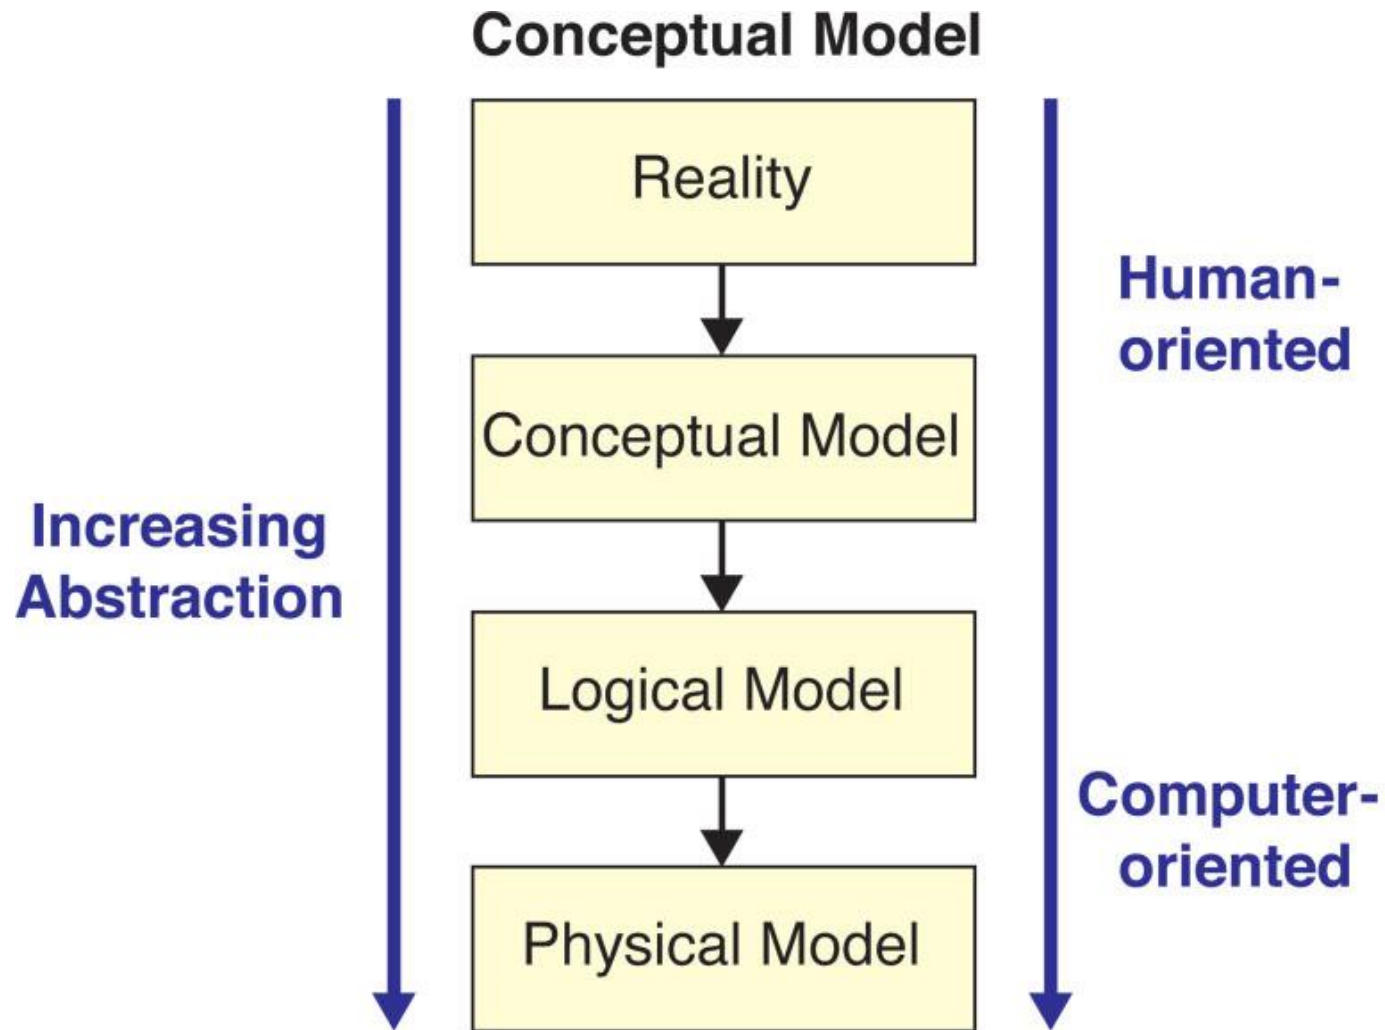 Conceptual Model
Reality
Human-
oriented
Conceptual Model
Increasing
Abstraction
Logical Model
Computer-
oriented
Physical Model